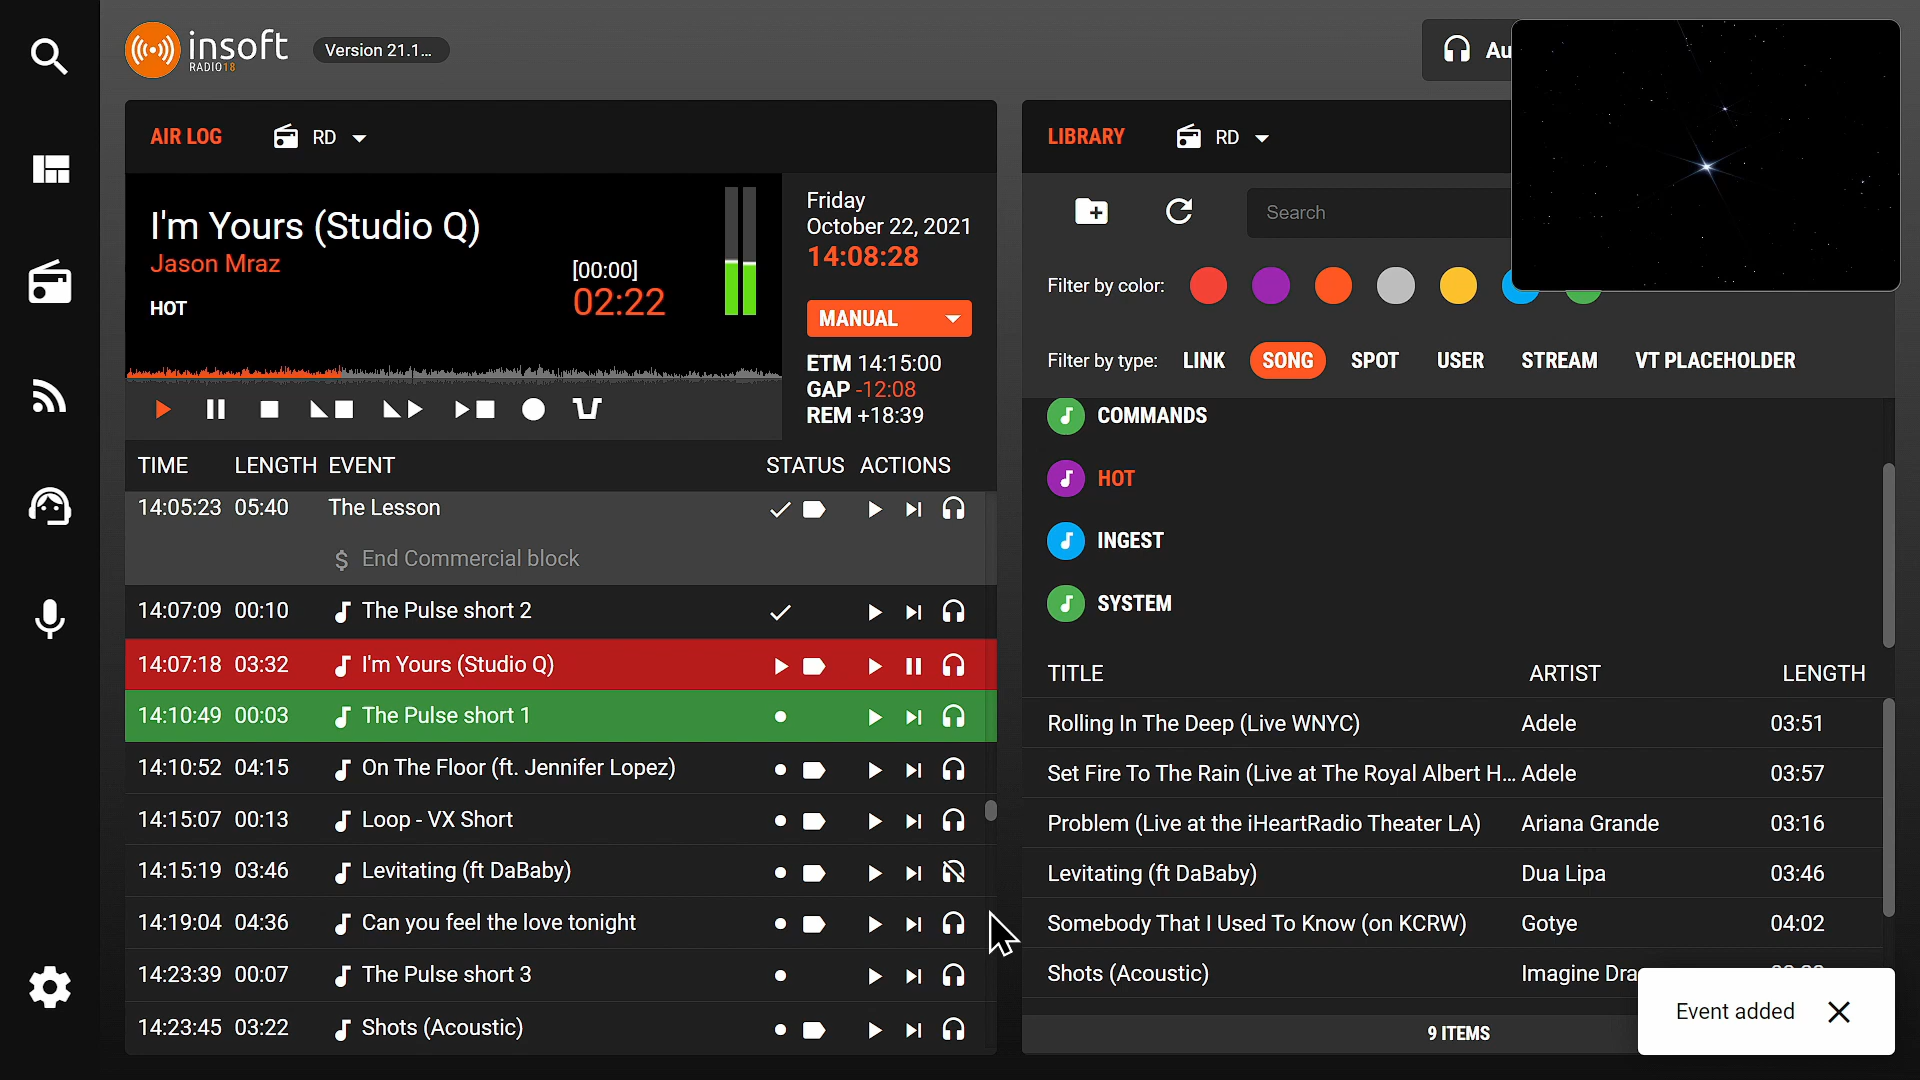 insoft
RADIO18
Version 21.1...
Au
AIR LOG
RD
I'm Yours (Studio Q)
Jason Mraz
HOT
[00:00]
02:22
Friday
October 22, 2021
14:08:28
MANUAL
ETM 14:15:00
GAP -12:08
REM +18:39
TIME LENGTH EVENT STATUS ACTIONS
14:05:23 05:40 The Lesson
$ End Commercial block
14:07:09 00:10 The Pulse short 2
14:07:18 03:32 I'm Yours (Studio Q)
14:10:49 00:03 The Pulse short 1
14:10:52 04:15 On The Floor (ft. Jennifer Lopez)
14:15:07 00:13 Loop - VX Short
14:15:19 03:46 Levitating (ft DaBaby)
14:19:04 04:36 Can you feel the love tonight
14:23:39 00:07 The Pulse short 3
14:23:45 03:22 Shots (Acoustic)
LIBRARY
RD
Search
Filter by color:
Filter by type: LINK SONG SPOT USER STREAM VT PLACEHOLDER
COMMANDS
HOT
INGEST
SYSTEM
TITLE ARTIST LENGTH
Rolling In The Deep (Live WNYC) Adele 03:51
Set Fire To The Rain (Live at The Royal Albert H... Adele 03:57
Problem (Live at the iHeartRadio Theater LA) Ariana Grande 03:16
Levitating (ft DaBaby) Dua Lipa 03:46
Somebody That I Used To Know (on KCRW) Gotye 04:02
Shots (Acoustic) Imagine Dra
9 ITEMS
Event added